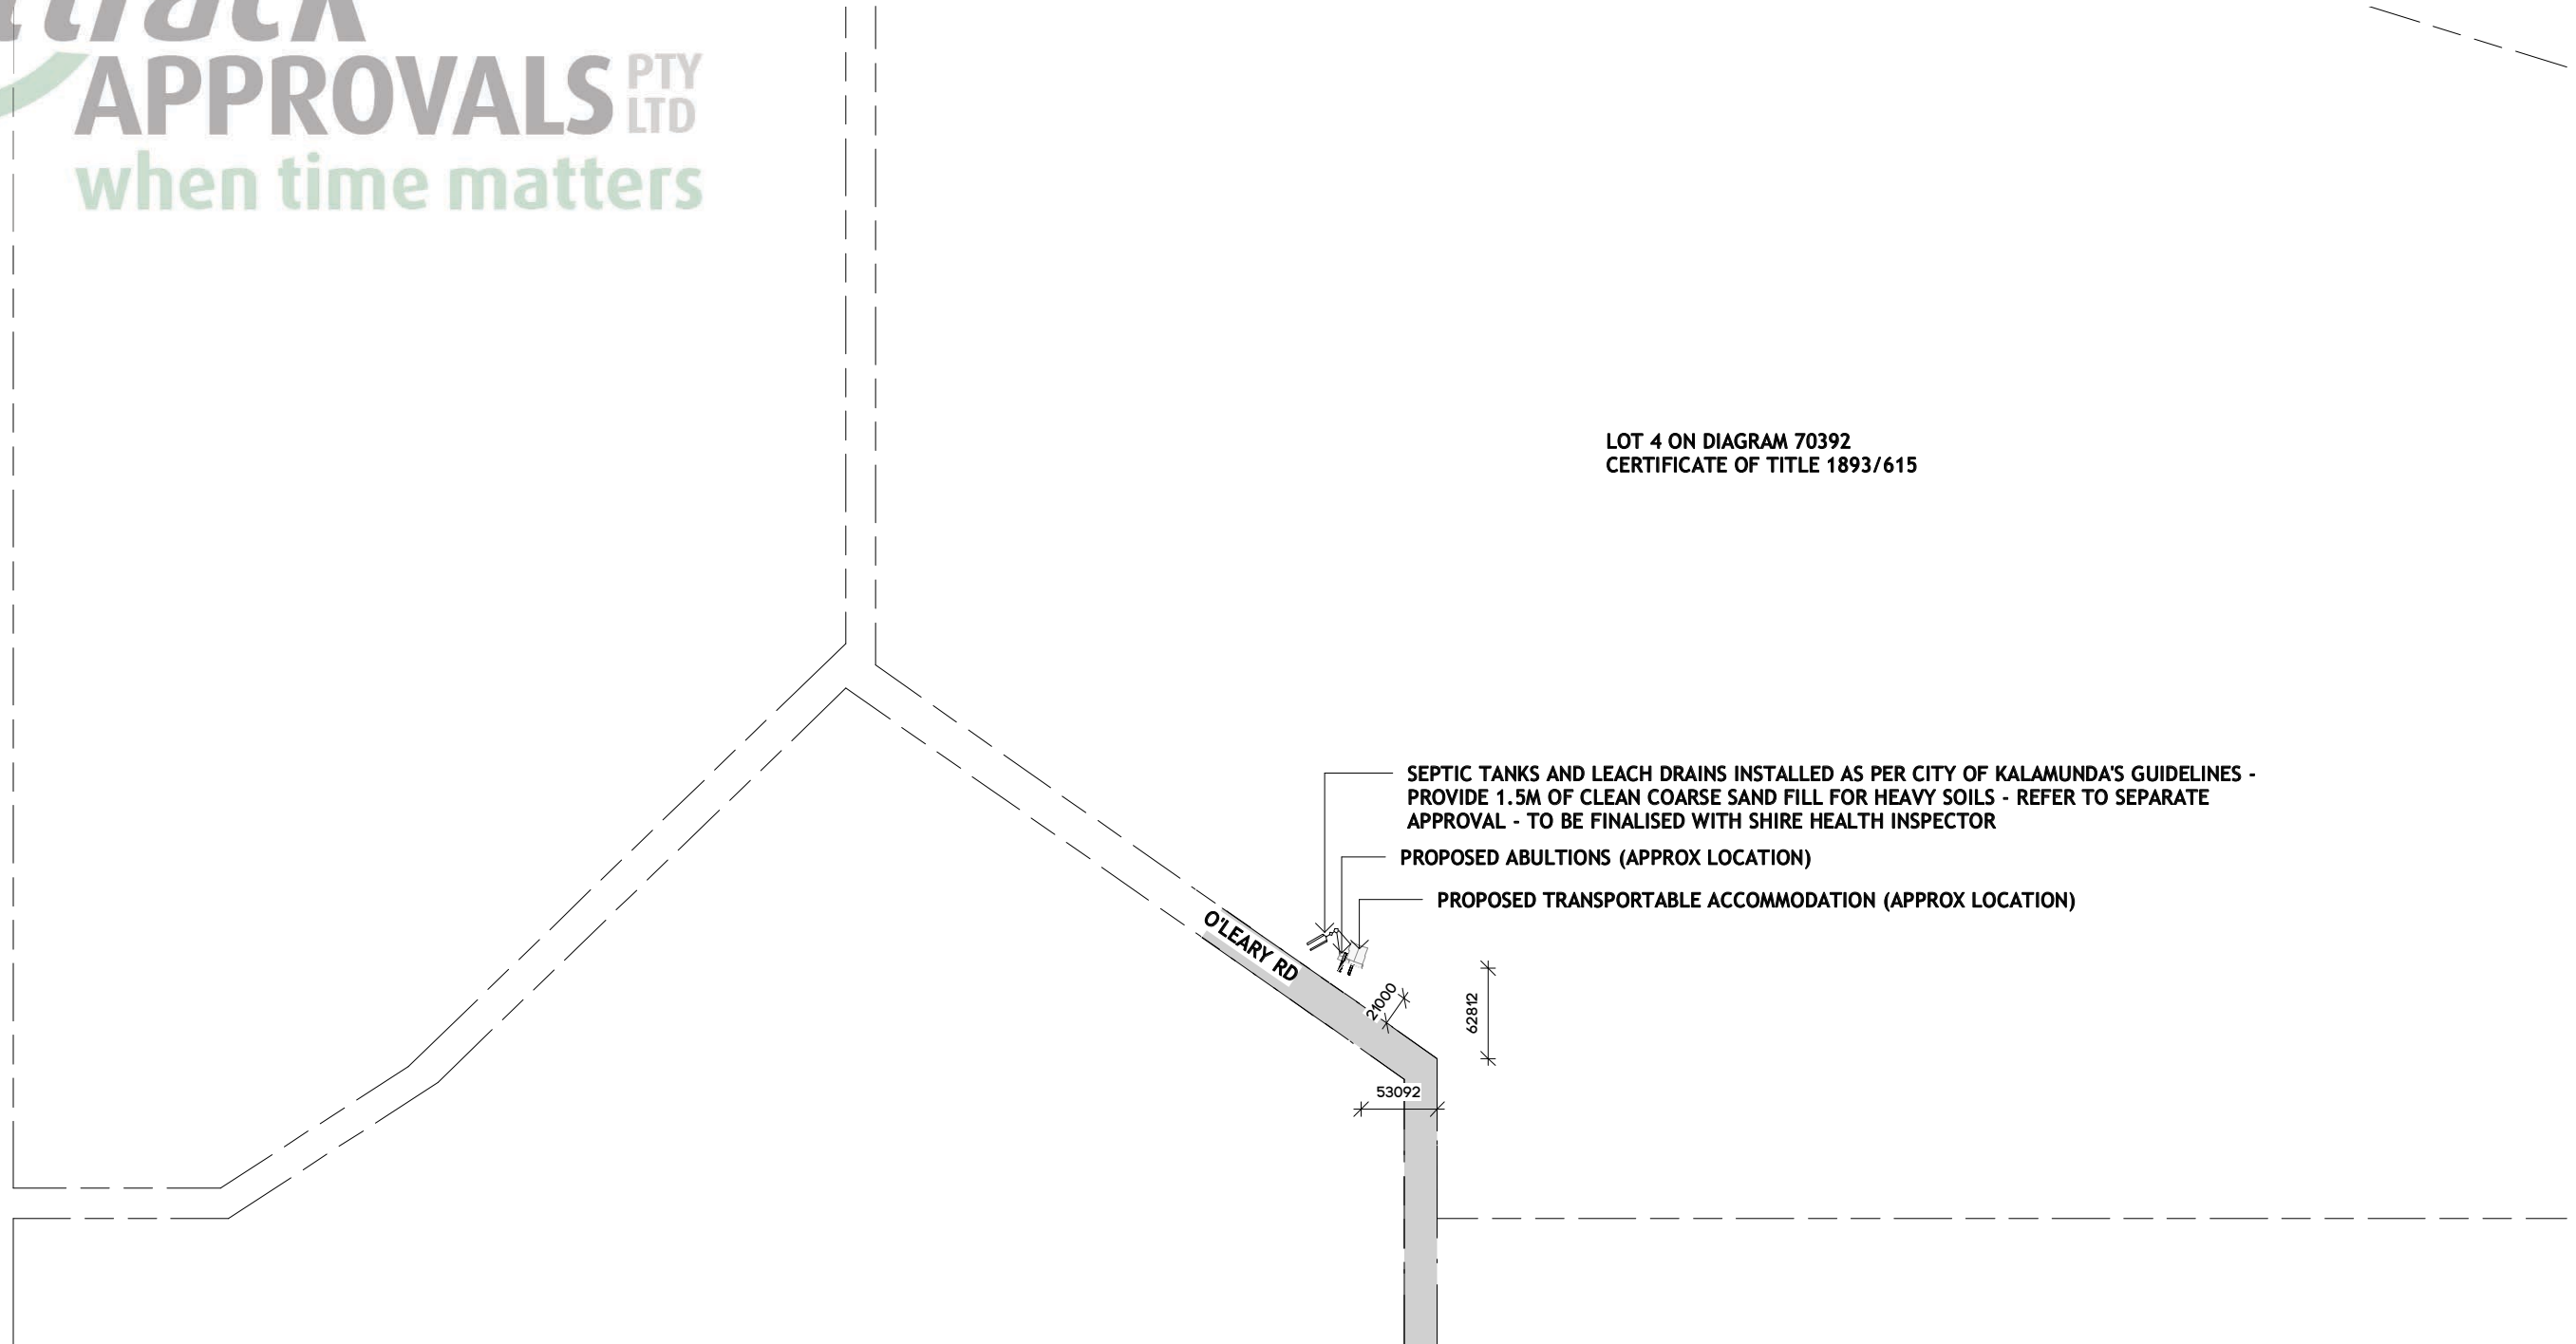 APPROVALS PTY LTD
when time matters
LOT 4 ON DIAGRAM 70392
CERTIFICATE OF TITLE 1893/615
SEPTIC TANKS AND LEACH DRAINS INSTALLED AS PER CITY OF KALAMUNDA'S GUIDELINES -
PROVIDE 1.5M OF CLEAN COARSE SAND FILL FOR HEAVY SOILS - REFER TO SEPARATE
APPROVAL - TO BE FINALISED WITH SHIRE HEALTH INSPECTOR
PROPOSED ABULTIONS (APPROX LOCATION)
PROPOSED TRANSPORTABLE ACCOMMODATION (APPROX LOCATION)
O'LEARY RD
21000
62812
53092